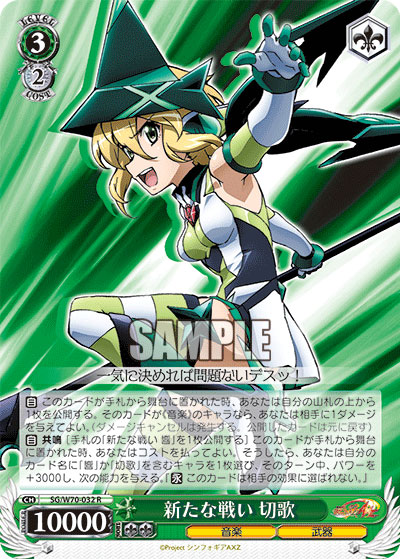 LEVEL
3
2
COST
SAMPLE
一気に決めれば問題ないデスッ！
自 このカードが手札から舞台に置かれた時、あなたは自分の山札の上から
1枚を公開する。そのカードが《音楽》のキャラなら、あなたは相手に1ダメージ
を与えてよい。（ダメージキャンセルは発生する。公開したカードは元に戻す）
自 共鳴 ［手札の「新たな戦い 響」を1枚公開する］ このカードが手札から舞台に
置かれた時、あなたはコストを払ってよい。そうしたら、あなたは自分の
カード名に「響」か「切歌」を含むキャラを1枚選び、そのターン中、パワーを
+3000し、次の能力を与える。『永 このカードは相手の効果に選ばれない。』
CH SG/W70-032 R
10000
新たな戦い 切歌
音楽
武器
©Project シンフォギアAXZ